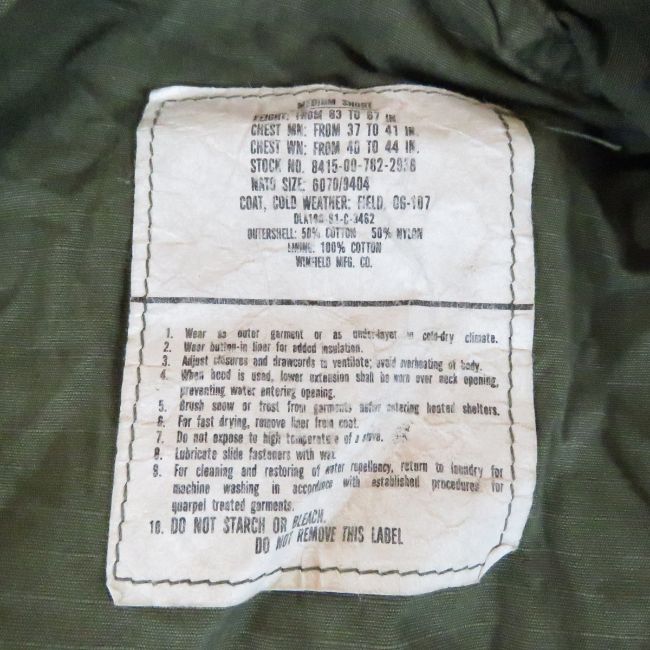 MEDIUM SHORT
HEIGHT: FROM 63 TO 67 IN
CHEST MN: FROM 37 TO 41 IN.
CHEST WN: FROM 40 TO 44 IN.
STOCK NO. 8415-00-782-2936
NATO SIZE: 6070/9404
COAT, COLD WEATHER: FIELD, OG-107
DLA100-81-C-3462
OUTERSHELL: 50% COTTON 50% NYLON
LINING: 100% COTTON
WINFIELD MFG. CO.
1. Wear as outer garment or as under-layer in cold-dry climate.
2. Wear button-in liner for added insulation.
3. Adjust closures and drawcords to ventilate; avoid overheating of body.
4. When hood is used, lower extension shall be worn over neck opening,
preventing water entering opening.
5. Brush snow or frost from garments before entering heated shelters.
6. For fast drying, remove liner from coat.
7. Do not expose to high temperature of a stove.
8. Lubricate slide fasteners with wax.
9. For cleaning and restoring of water repellency, return to laundry for
machine washing in accordance with established procedures for
quarpel treated garments.
10. DO NOT STARCH OR BLEACH.
DO NOT REMOVE THIS LABEL